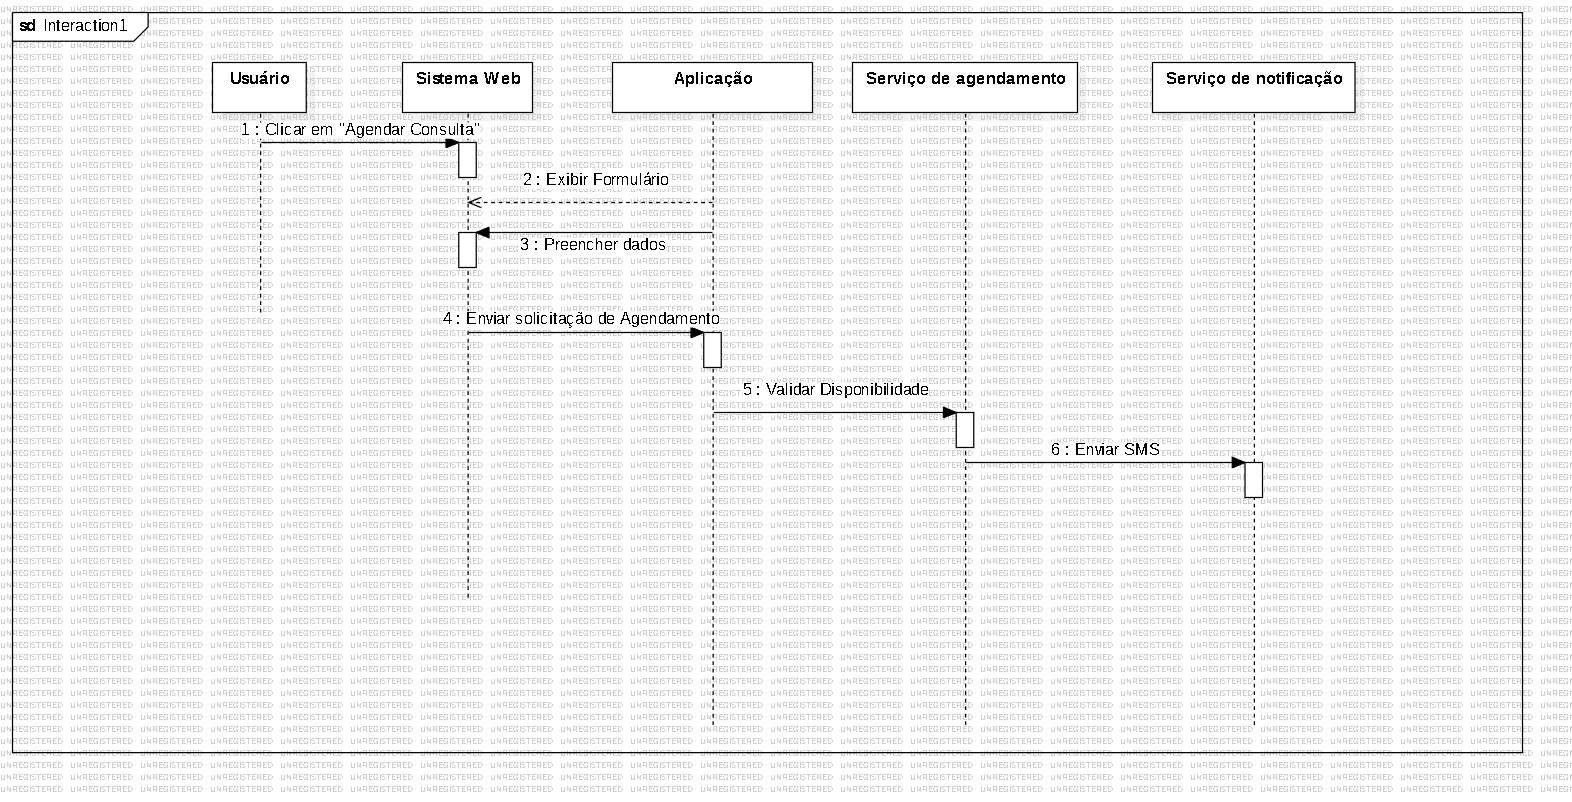 sd Interaction1
Usuário
Sistema Web
Aplicação
Serviço de agendamento
Serviço de notificação
1 : Clicar em "Agendar Consulta"
2 : Exibir Formulário
3 : Preencher dados
4 : Enviar solicitação de Agendamento
5 : Validar Disponibilidade
6 : Enviar SMS
UNREGISTERED